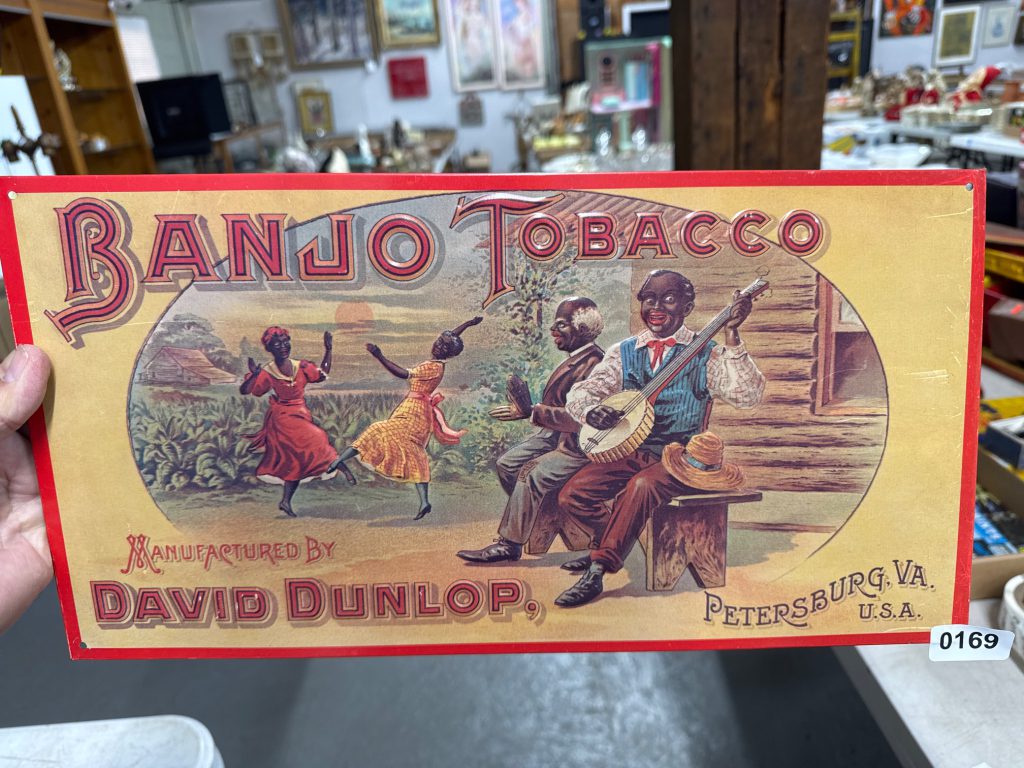 BANJO TOBACCO
MANUFACTURED BY
DAVID DUNLOP,
PETERSBURG, VA.
U.S.A.
0169